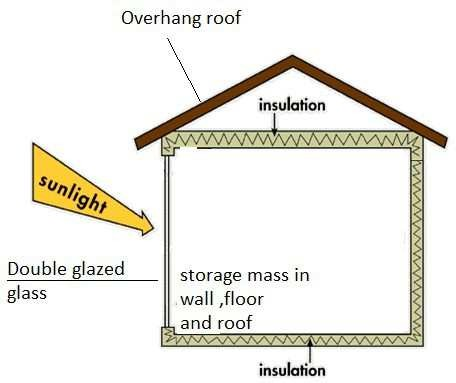 Overhang roof
insulation
sunlight
Double glazed
glass
storage mass in
wall ,floor
and roof
insulation